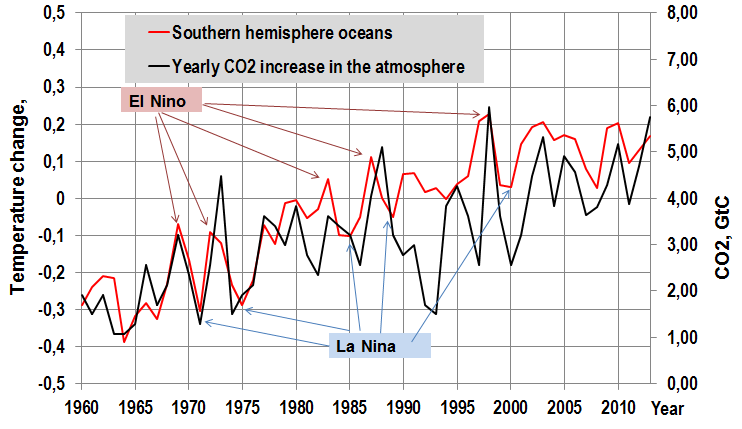 0,5
0,4
0,3
0,2
0,1
0
-0,1
-0,2
-0,3
-0,4
-0,5
Temperature change,
Southern hemisphere oceans
Yearly CO2 increase in the atmosphere
El Nino
La Nina
8,00
7,00
6,00
5,00
4,00
3,00
2,00
1,00
0,00
CO2, GtC
1960 1965 1970 1975 1980 1985 1990 1995 2000 2005 2010 Year